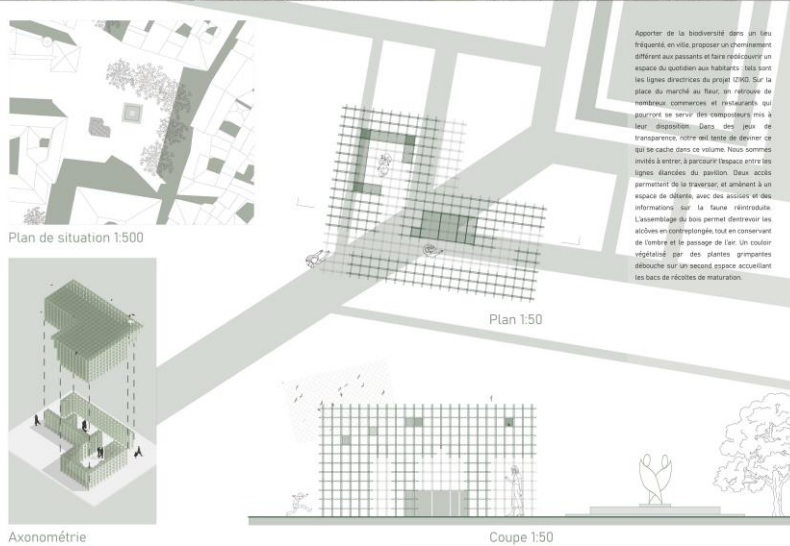 Apporter de la biodiversité dans un lieu
fréquenté, en ville, proposer un cheminement
différent aux passants et faire redécouvrir un
espace du quotidien aux habitants : tels sont
les lignes directrices du projet IZIKO. Sur la
place du marché au fleur, on retrouve de
nombreux commerces et restaurants qui
pourront se servir des composteurs mis à
leur disposition. Dans des jeux de
transparence, notre œil tente de deviner ce
qui se cache dans ce volume. Nous sommes
invités à entrer, à parcourir l'espace entre les
lignes élancées du pavillon. Deux accès
permettent de le traverser, et amènent à un
espace de détente, avec des assises et des
informations sur la faune réintroduite.
L'assemblage du bois permet d'entrevoir les
alcôves en contreplongée, tout en conservant
de l'ombre et le passage de l'air. Un couloir
végétalisé par des plantes grimpantes
débouche sur un second espace accueillant
les bacs de récoltes de maturation.
Plan de situation 1:500
Plan 1:50
Axonométrie
Coupe 1:50